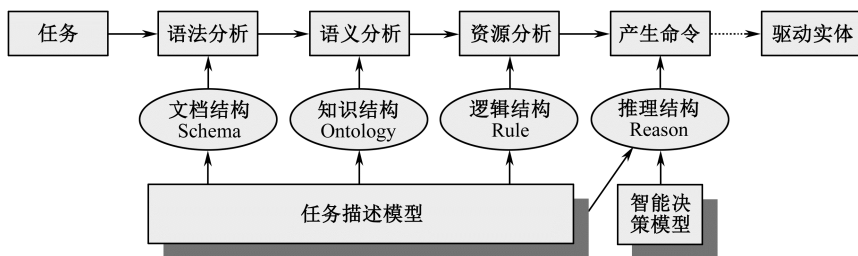 任务
语法分析
语义分析
资源分析
产生命令
驱动实体
文档结构
Schema
知识结构
Ontology
逻辑结构
Rule
推理结构
Reason
任务描述模型
智能决
策模型